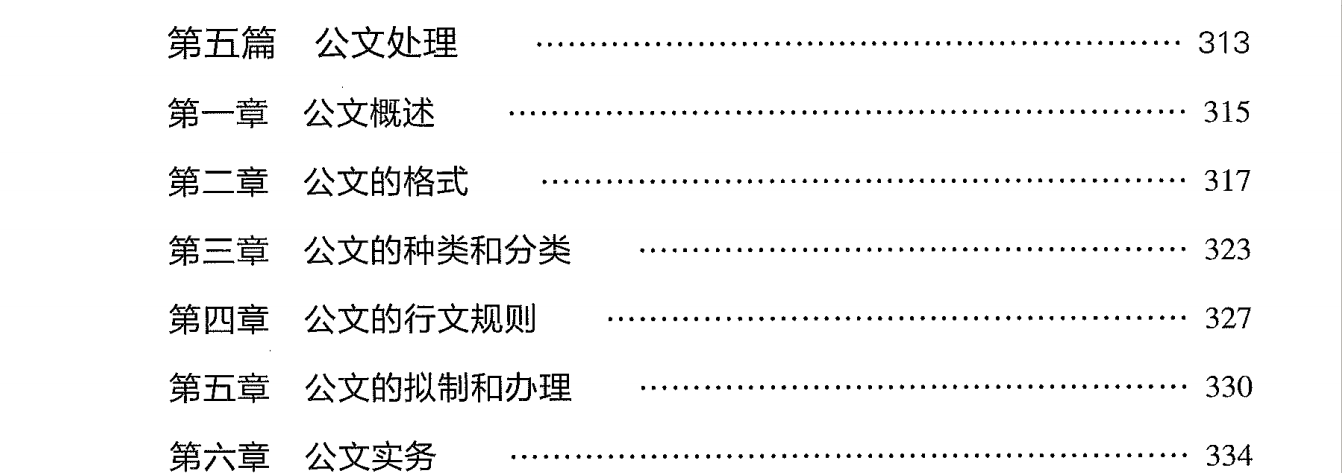 第五篇 公文处理 …………………………………………………… 313
第一章 公文概述 …………………………………………………… 315
第二章 公文的格式 …………………………………………………… 317
第三章 公文的种类和分类 …………………………………………… 323
第四章 公文的行文规则 ……………………………………………… 327
第五章 公文的拟制和办理 …………………………………………… 330
第六章 公文实务 …………………………………………………… 334